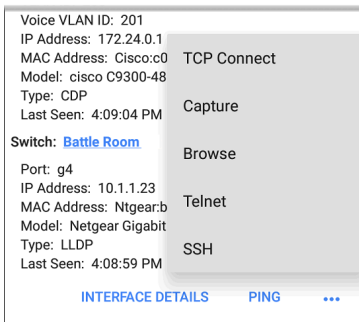 Voice VLAN ID: 201
IP Address: 172.24.0.1
MAC Address: Cisco:c0
Model: cisco C9300-48
Type: CDP
Last Seen: 4:09:04 PM
Switch: Battle Room
Port: g4
IP Address: 10.1.1.23
MAC Address: Ntgear:b
Model: Netgear Gigabit
Type: LLDP
Last Seen: 4:08:59 PM
TCP Connect
Capture
Browse
Telnet
SSH
INTERFACE DETAILS PING